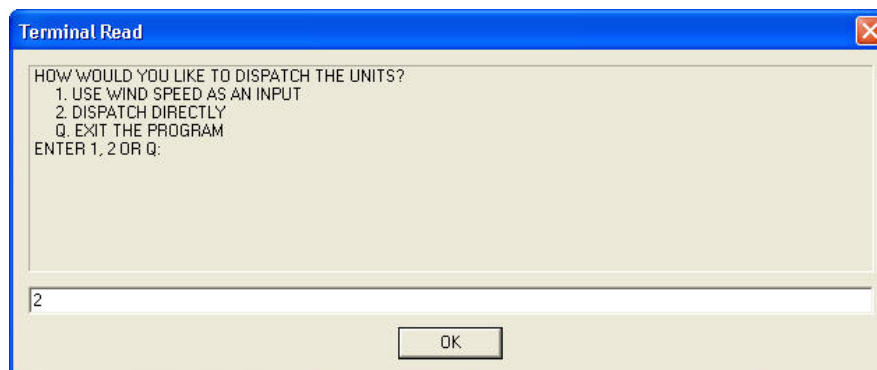 Terminal Read
HOW WOULD YOU LIKE TO DISPATCH THE UNITS?
1. USE WIND SPEED AS AN INPUT
2. DISPATCH DIRECTLY
Q. EXIT THE PROGRAM
ENTER 1, 2 OR Q:
2
OK